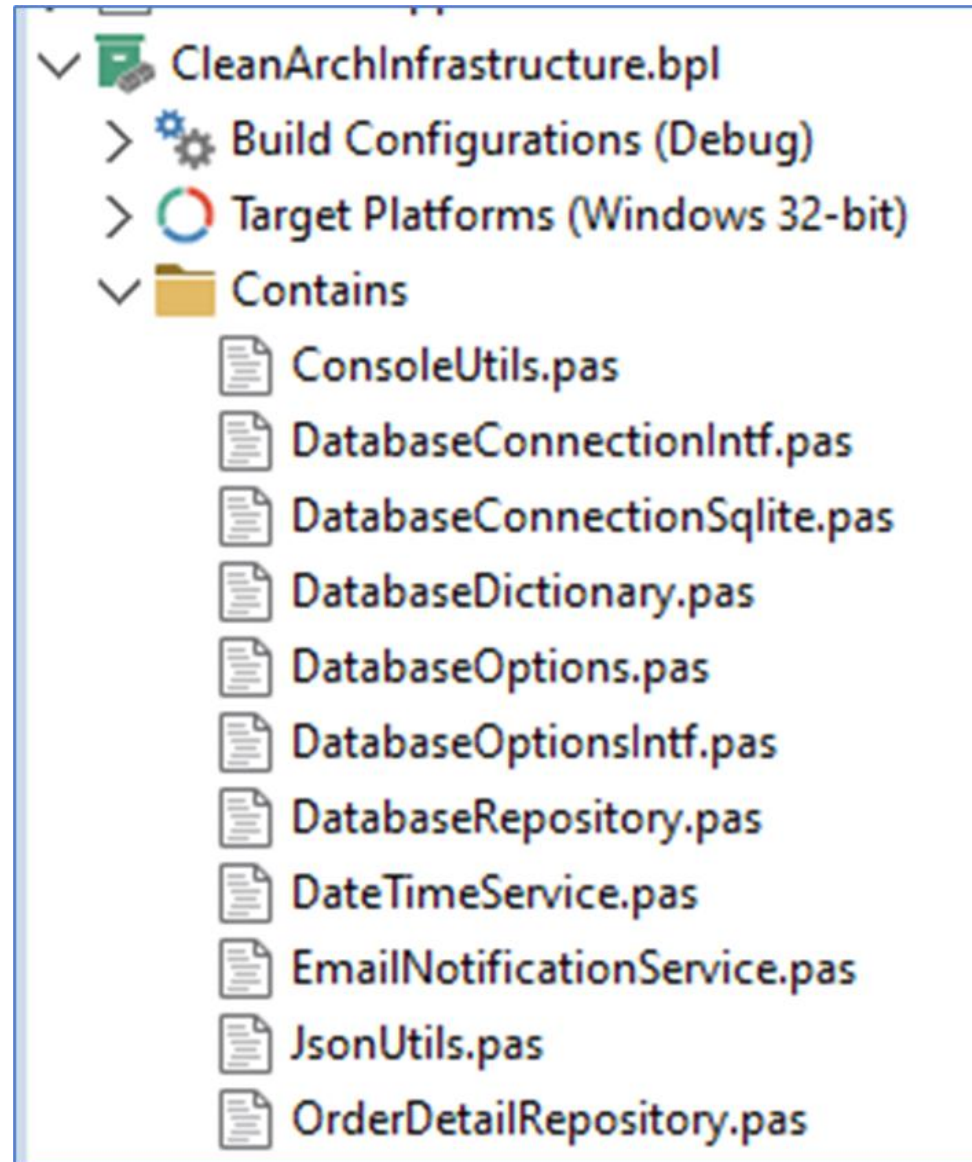 CleanArchInfrastructure.bpl
Build Configurations (Debug)
Target Platforms (Windows 32-bit)
Contains
ConsoleUtils.pas
DatabaseConnectionIntf.pas
DatabaseConnectionSqlite.pas
DatabaseDictionary.pas
DatabaseOptions.pas
DatabaseOptionsIntf.pas
DatabaseRepository.pas
DateTimeService.pas
EmailNotificationService.pas
JsonUtils.pas
OrderDetailRepository.pas